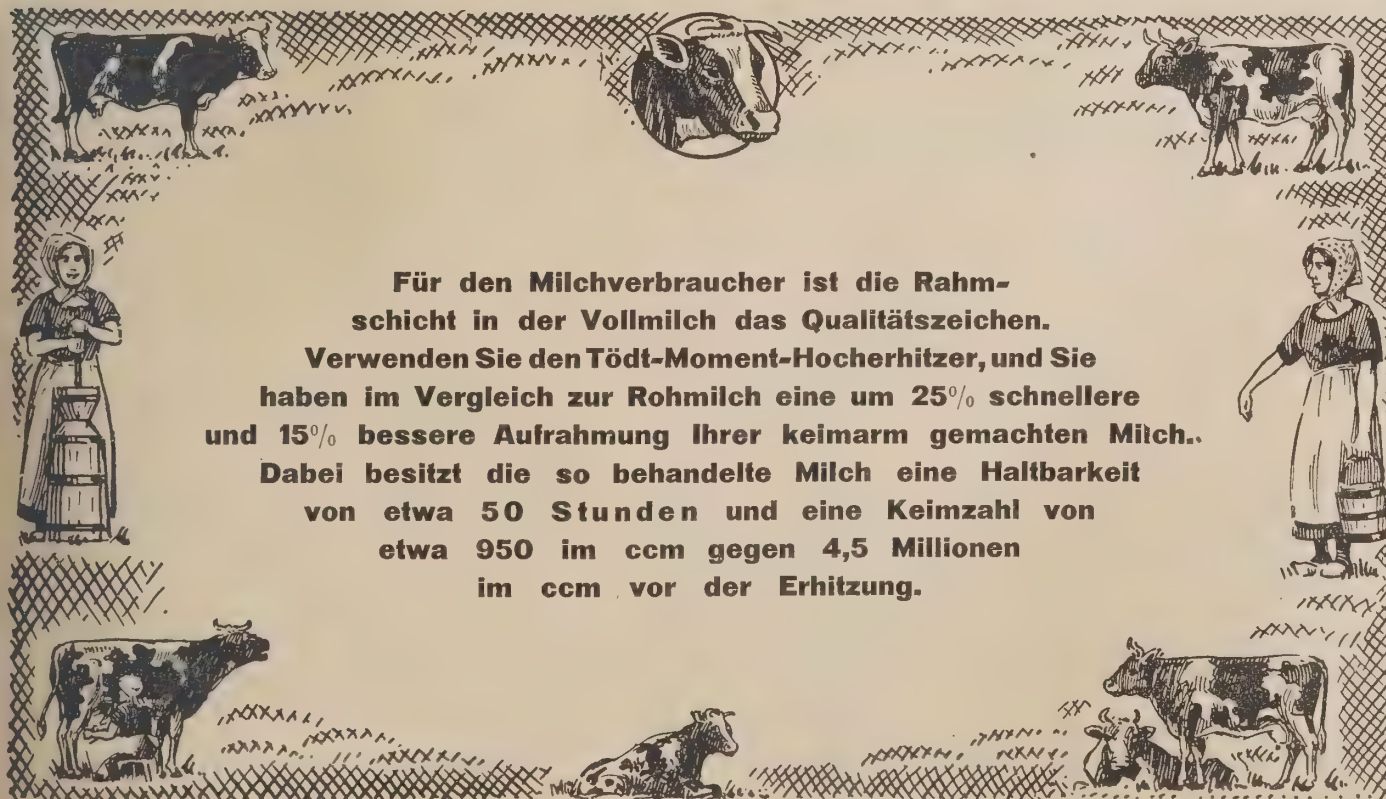 Für den Milchverbraucher ist die Rahm-
schicht in der Vollmilch das Qualitätszeichen.
Verwenden Sie den Tödt-Moment-Hocherhitzer, und Sie
haben im Vergleich zur Rohmilch eine um 25% schnellere
und 15% bessere Aufrahmung Ihrer keimarm gemachten Milch..
Dabei besitzt die so behandelte Milch eine Haltbarkeit
von etwa 50 Stunden und eine Keimzahl von
etwa 950 im ccm gegen 4,5 Millionen
im ccm vor der Erhitzung.